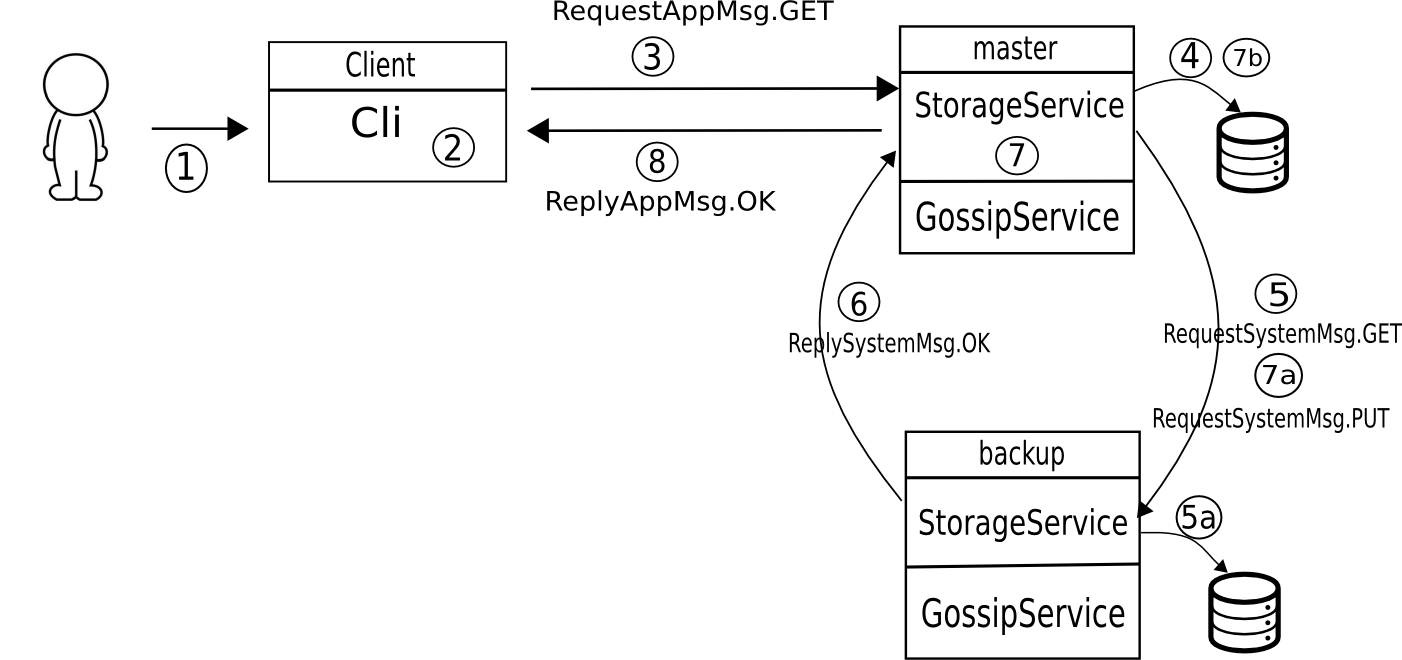 RequestAppMsg.GET
3
Client
Cli
2
1
8
ReplyAppMsg.OK
master
StorageService
7
GossipService
4
7b
6
ReplySystemMsg.OK
5
RequestSystemMsg.GET
7a
RequestSystemMsg.PUT
backup
StorageService
GossipService
5a